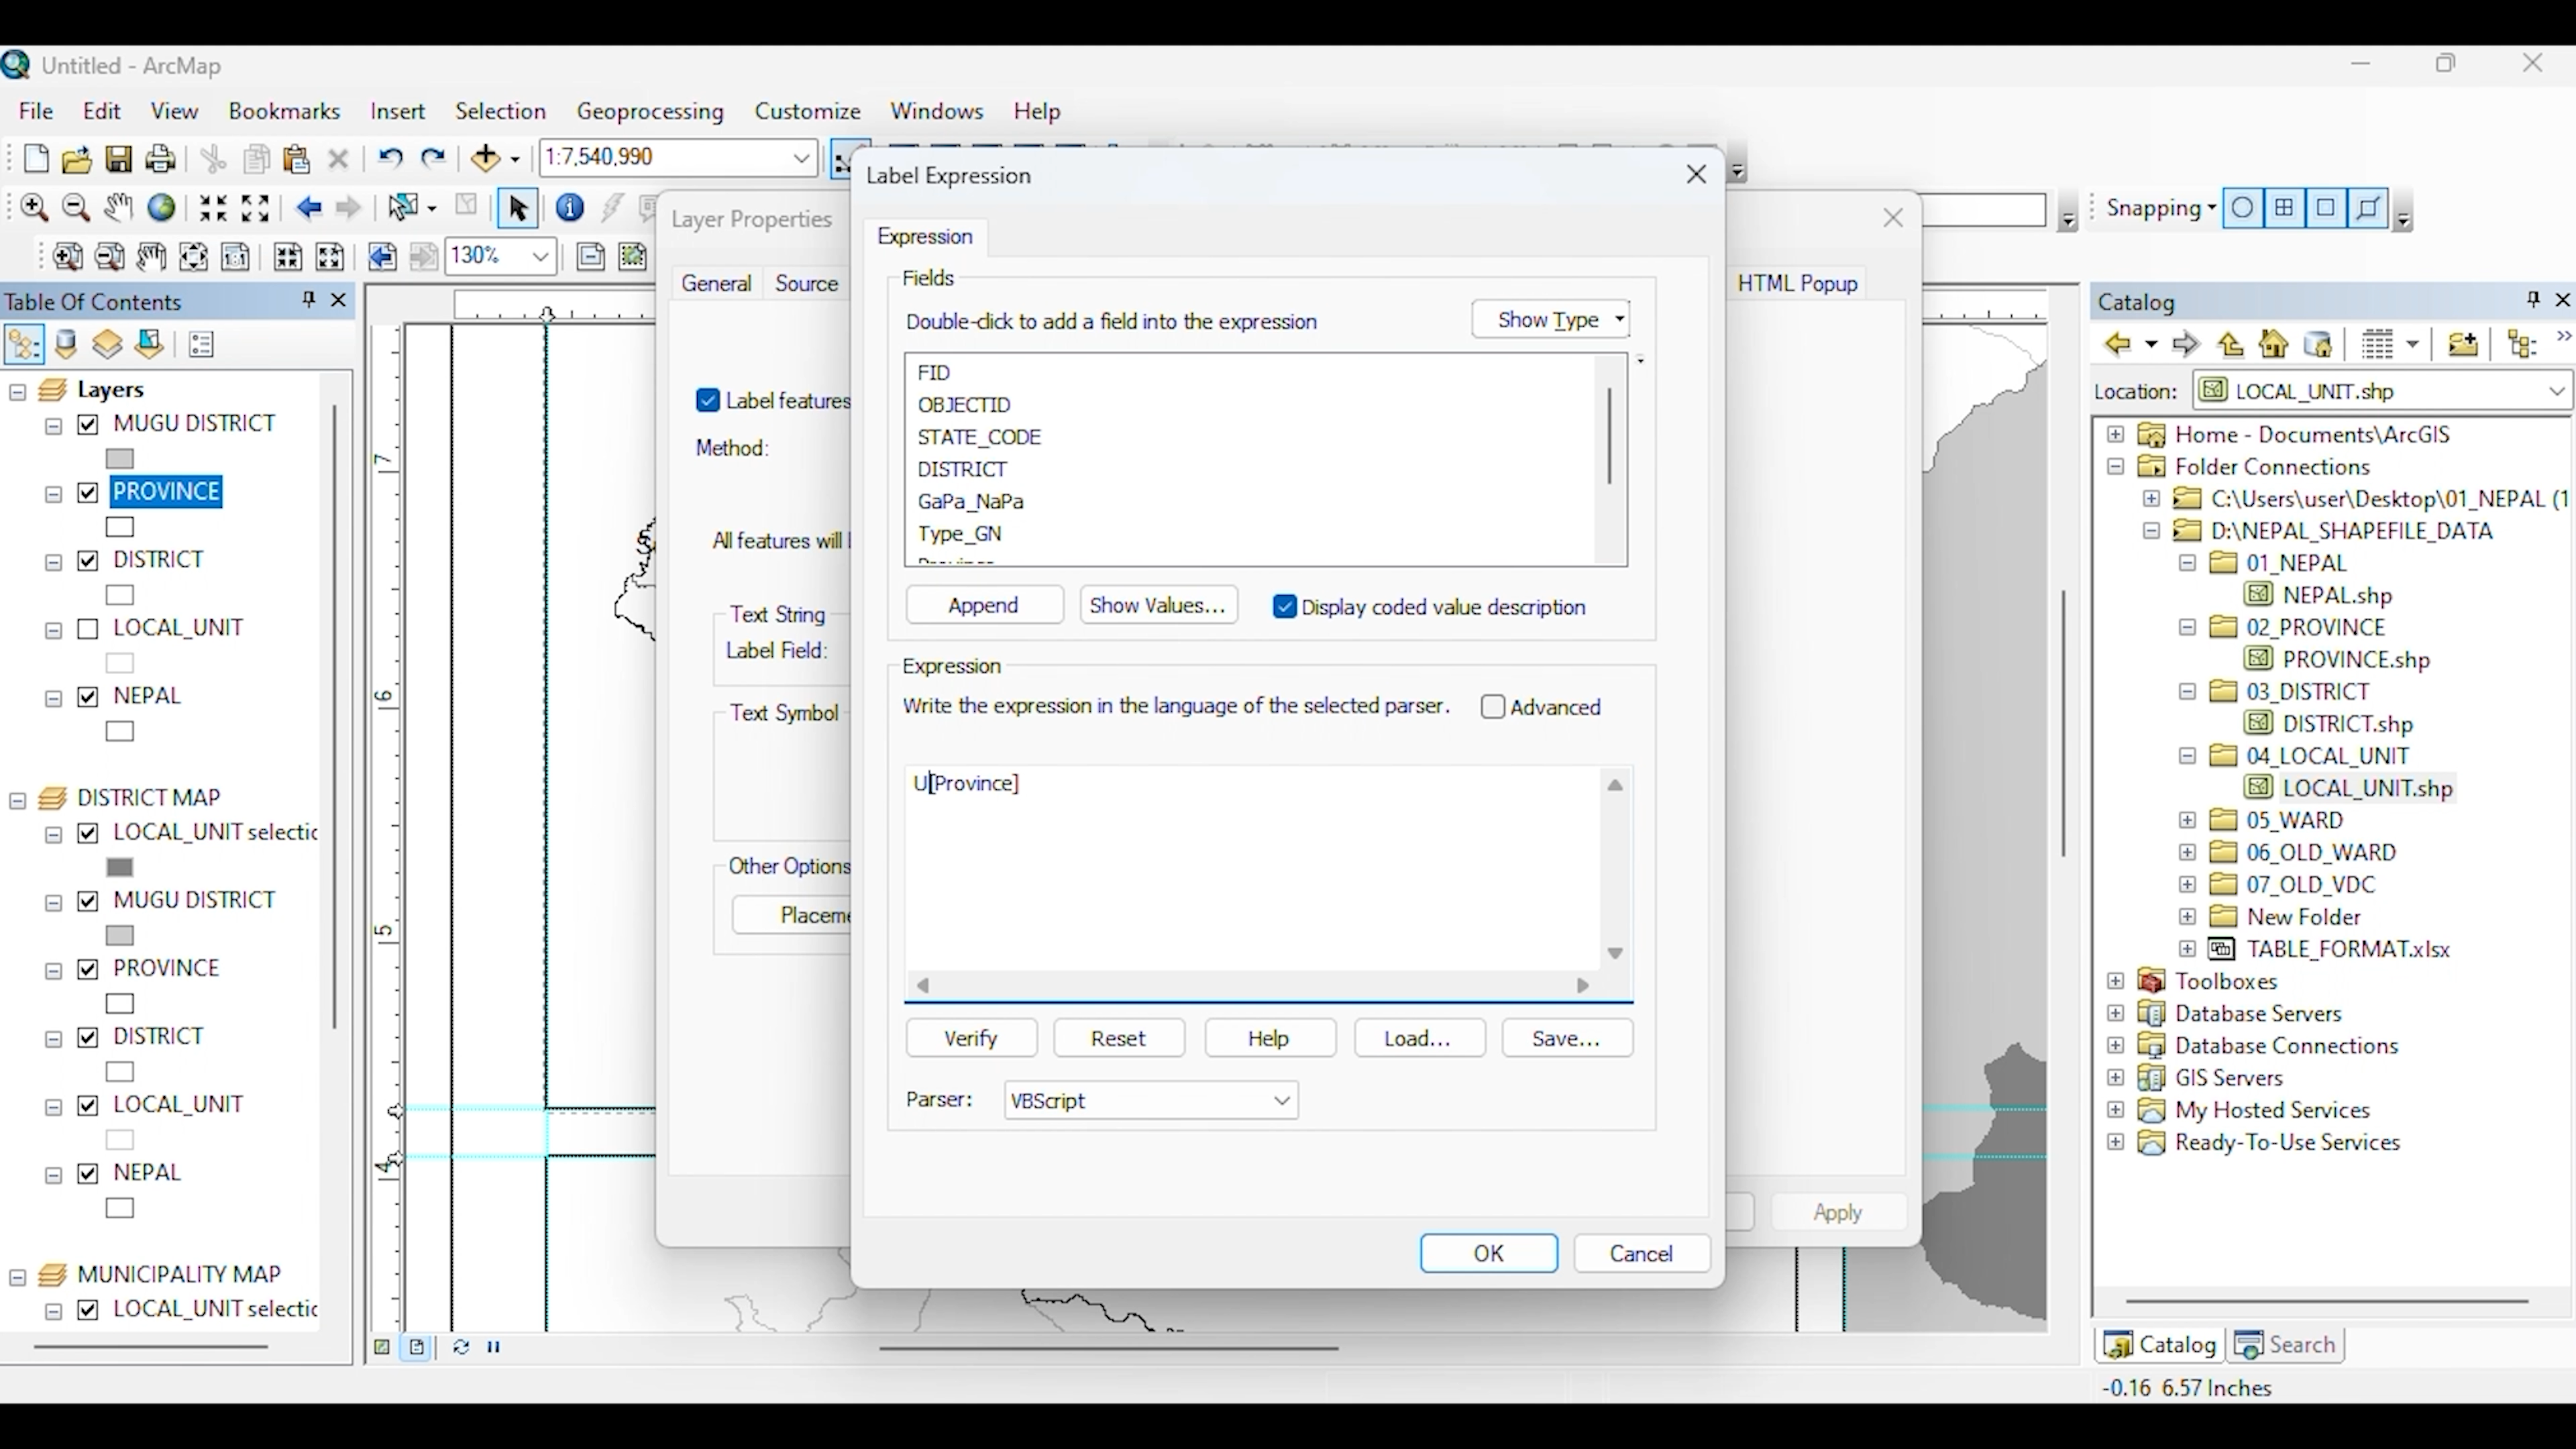 Untitled - ArcMap
File Edit View Bookmarks Insert Selection Geoprocessing Customize Windows Help
1:7,540,990
Snapping
130%
Table Of Contents
Layers
MUGU DISTRICT
PROVINCE
DISTRICT
LOCAL_UNIT
NEPAL
DISTRICT MAP
LOCAL_UNIT selectic
MUGU DISTRICT
PROVINCE
DISTRICT
LOCAL_UNIT
NEPAL
MUNICIPALITY MAP
LOCAL_UNIT selectic
7
6
5
4
Layer Properties
General Source
HTML Popup
Label features
Method:
All features will
Text String
Label Field:
Text Symbol
Other Options
Placeme
Apply
Label Expression
Expression
Fields
Double-click to add a field into the expression
Show Type
FID
OBJECTID
STATE_CODE
DISTRICT
GaPa_NaPa
Type_GN
Append Show Values... Display coded value description
Expression
Write the expression in the language of the selected parser. Advanced
U[Province]
Verify Reset Help Load... Save...
Parser: VBScript
OK Cancel
Catalog
Location: LOCAL_UNIT.shp
Home - Documents\ArcGIS
Folder Connections
C:\Users\user\Desktop\01_NEPAL (1
D:\NEPAL_SHAPEFILE_DATA
01_NEPAL
NEPAL.shp
02_PROVINCE
PROVINCE.shp
03_DISTRICT
DISTRICT.shp
04_LOCAL_UNIT
LOCAL_UNIT.shp
05_WARD
06_OLD_WARD
07_OLD_VDC
New Folder
TABLE_FORMAT.xlsx
Toolboxes
Database Servers
Database Connections
GIS Servers
My Hosted Services
Ready-To-Use Services
Catalog Search
-0.16 6.57 Inches